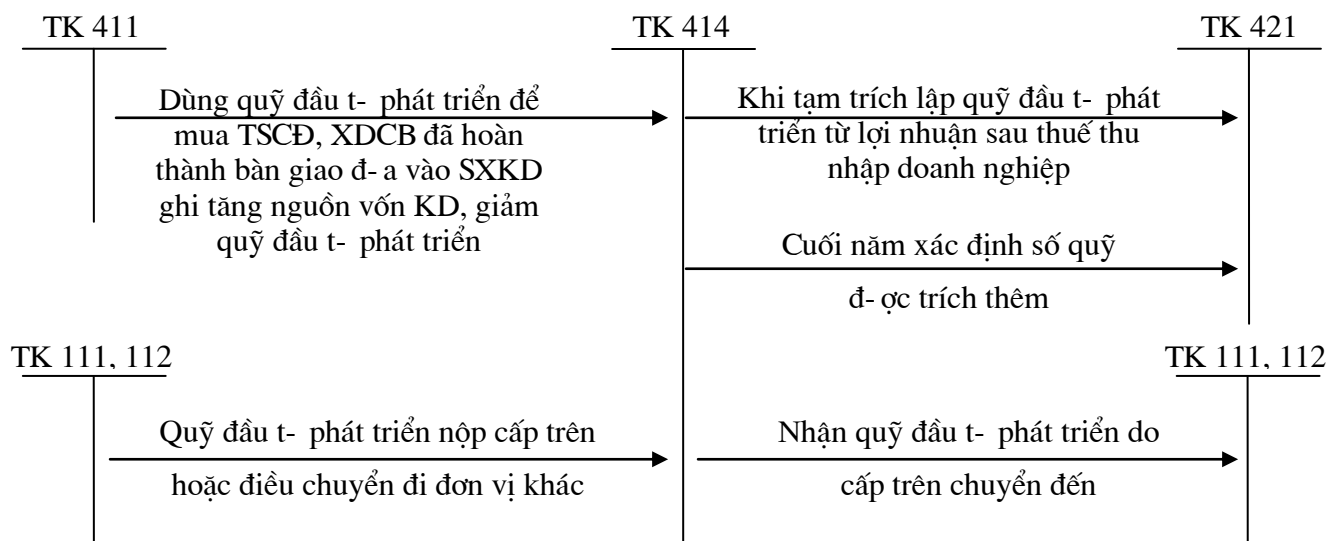 TK 411
TK 414
TK 421
Dùng quỹ đầu t- phát triển để
mua TSCĐ, XDCB đã hoàn
thành bàn giao đ- a vào SXKD
ghi tăng nguồn vốn KD, giảm
quỹ đầu t- phát triển
Khi tạm trích lập quỹ đầu t- phát
triển từ lợi nhuận sau thuế thu
nhập doanh nghiệp
Cuối năm xác định số quỹ
đ- ợc trích thêm
TK 111, 112
TK 111, 112
Quỹ đầu t- phát triển nộp cấp trên
hoặc điều chuyển đi đơn vị khác
Nhận quỹ đầu t- phát triển do
cấp trên chuyển đến